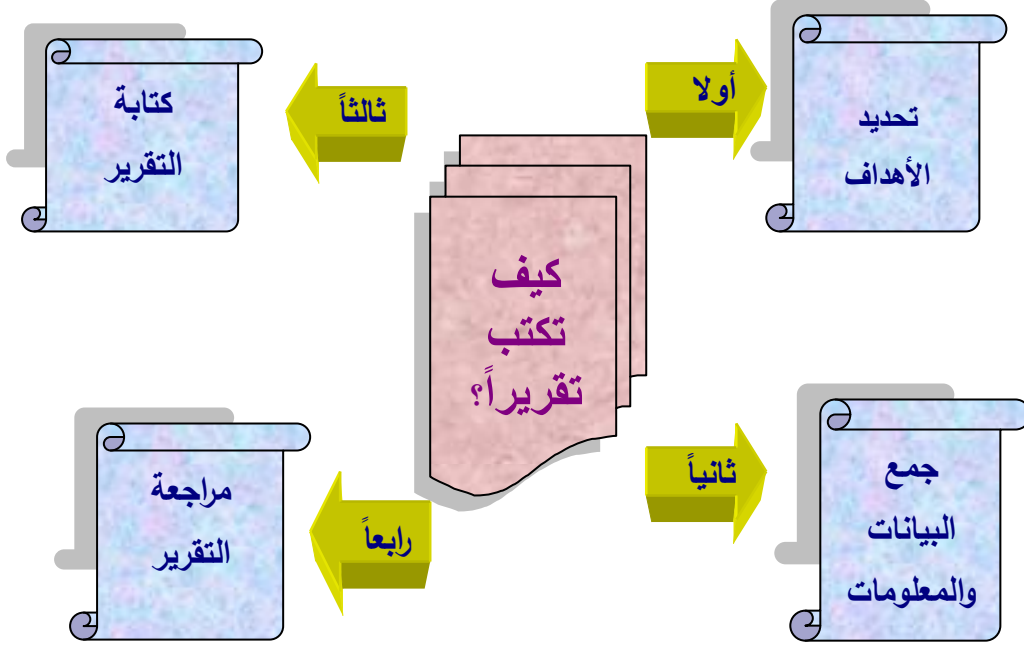 كيف
تكتب
تقريراً؟
أولا
تحديد
الأهداف
ثانياً
جمع
البيانات
والمعلومات
ثالثاً
كتابة
التقرير
رابعاً
مراجعة
التقرير